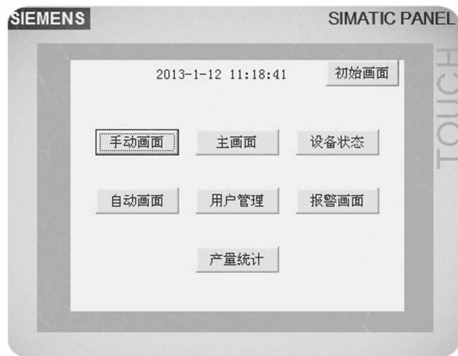 SIEMENS SIMATIC PANEL
TOUCH
2013-1-12 11:18:41 初始画面
手动画面 主画面 设备状态
自动画面 用户管理 报警画面
产量统计